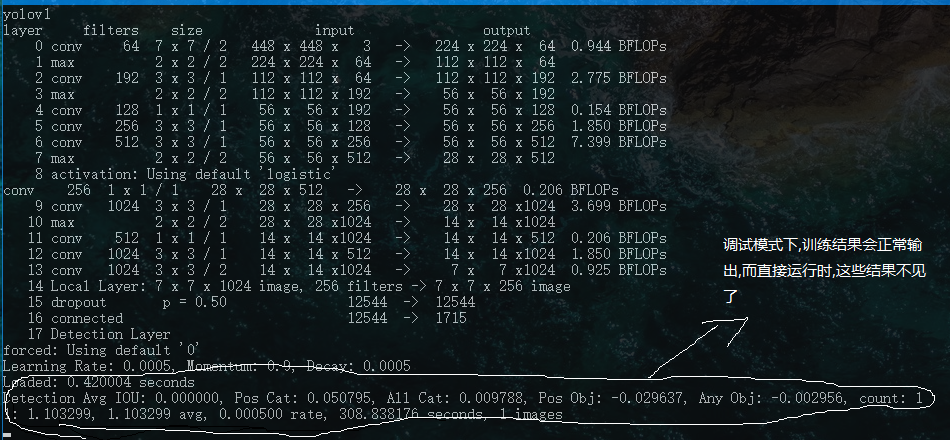 yolov1
layer filters size input output
0 conv 64 7 x 7 / 2 448 x 448 x 3 -> 224 x 224 x 64 0.944 BFLOPs
1 max 2 x 2 / 2 224 x 224 x 64 -> 112 x 112 x 64
2 conv 192 3 x 3 / 1 112 x 112 x 64 -> 112 x 112 x 192 2.775 BFLOPs
3 max 2 x 2 / 2 112 x 112 x 192 -> 56 x 56 x 192
4 conv 128 1 x 1 / 1 56 x 56 x 192 -> 56 x 56 x 128 0.154 BFLOPs
5 conv 256 3 x 3 / 1 56 x 56 x 128 -> 56 x 56 x 256 1.850 BFLOPs
6 conv 512 3 x 3 / 1 56 x 56 x 256 -> 56 x 56 x 512 7.399 BFLOPs
7 max 2 x 2 / 2 56 x 56 x 512 -> 28 x 28 x 512
8 activation: Using default 'logistic'
conv 256 1 x 1 / 1 28 x 28 x 512 -> 28 x 28 x 256 0.206 BFLOPs
9 conv 1024 3 x 3 / 1 28 x 28 x 256 -> 28 x 28 x1024 3.699 BFLOPs
10 max 2 x 2 / 2 28 x 28 x1024 -> 14 x 14 x1024
11 conv 512 1 x 1 / 1 14 x 14 x1024 -> 14 x 14 x 512 0.206 BFLOPs
12 conv 1024 3 x 3 / 1 14 x 14 x 512 -> 14 x 14 x1024 1.850 BFLOPs
13 conv 1024 3 x 3 / 2 14 x 14 x1024 -> 7 x 7 x1024 0.925 BFLOPs
14 Local Layer: 7 x 7 x 1024 image, 256 filters -> 7 x 7 x 256 image
15 dropout p = 0.50 12544 -> 12544
16 connected 12544 -> 1715
17 Detection Layer
forced: Using default '0'
Learning Rate: 0.0005, Momentum: 0.9, Decay: 0.0005
Loaded: 0.420004 seconds
Detection Avg IOU: 0.000000, Pos Cat: 0.050795, All Cat: 0.009788, Pos Obj: -0.029637, Any Obj: -0.002956, count: 1
1: 1.103299, 1.103299 avg, 0.000500 rate, 308.838176 seconds, 1 images
调试模式下,训练结果会正常输
出,而直接运行时,这些结果不见
了